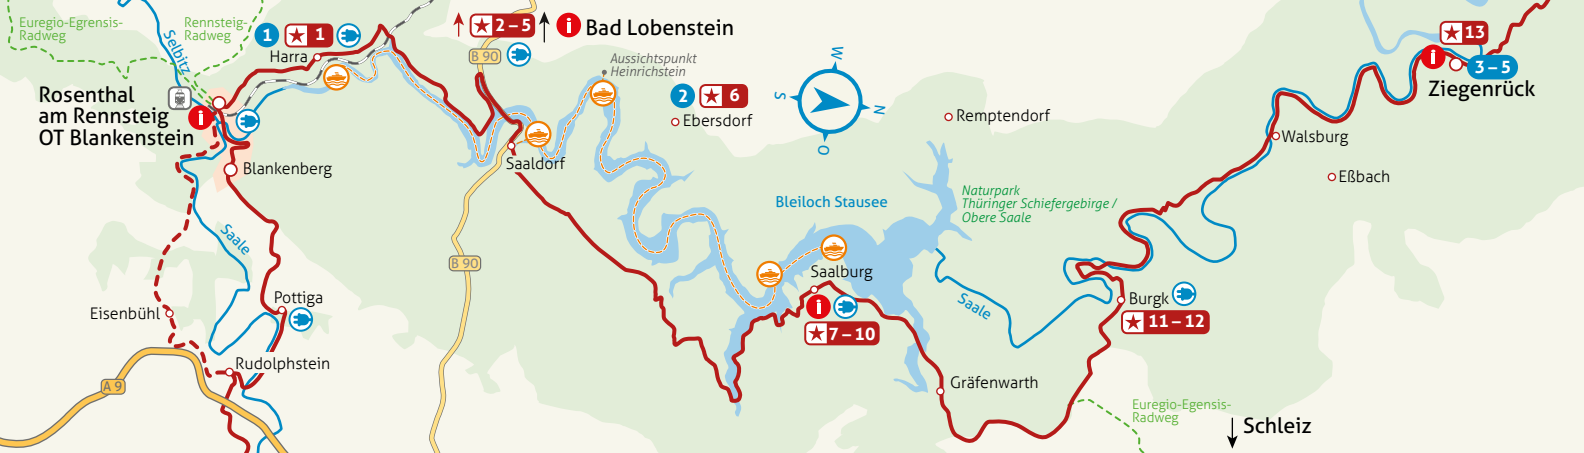 Euregio-Egrensis-
Radweg
Rennsteig-
Radweg
Selbitz
1
1
Harra
2 – 5
i
Bad Lobenstein
B 90
Aussichtspunkt
Heinrichstein
2
6
Ebersdorf
W
S
N
O
Remptendorf
13
i
3 – 5
Ziegenrück
Rosenthal
am Rennsteig
OT Blankenstein
i
Blankenberg
Saaldorf
Walsburg
Eßbach
Naturpark
Thüringer Schiefergebirge /
Obere Saale
Bleiloch Stausee
Saale
B 90
Saalburg
i
7 – 10
Saale
Burgk
11 – 12
Pottiga
Eisenbühl
Rudolphstein
A 9
Gräfenwarth
Euregio-Egensis-
Radweg
Schleiz